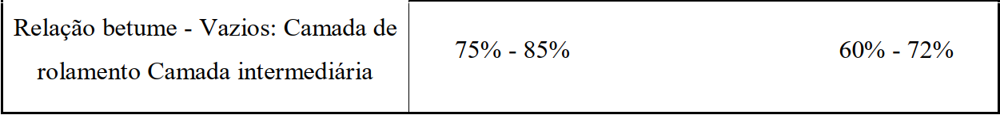 Relação betume - Vazios: Camada de
rolamento Camada intermediária
75% - 85%
60% - 72%